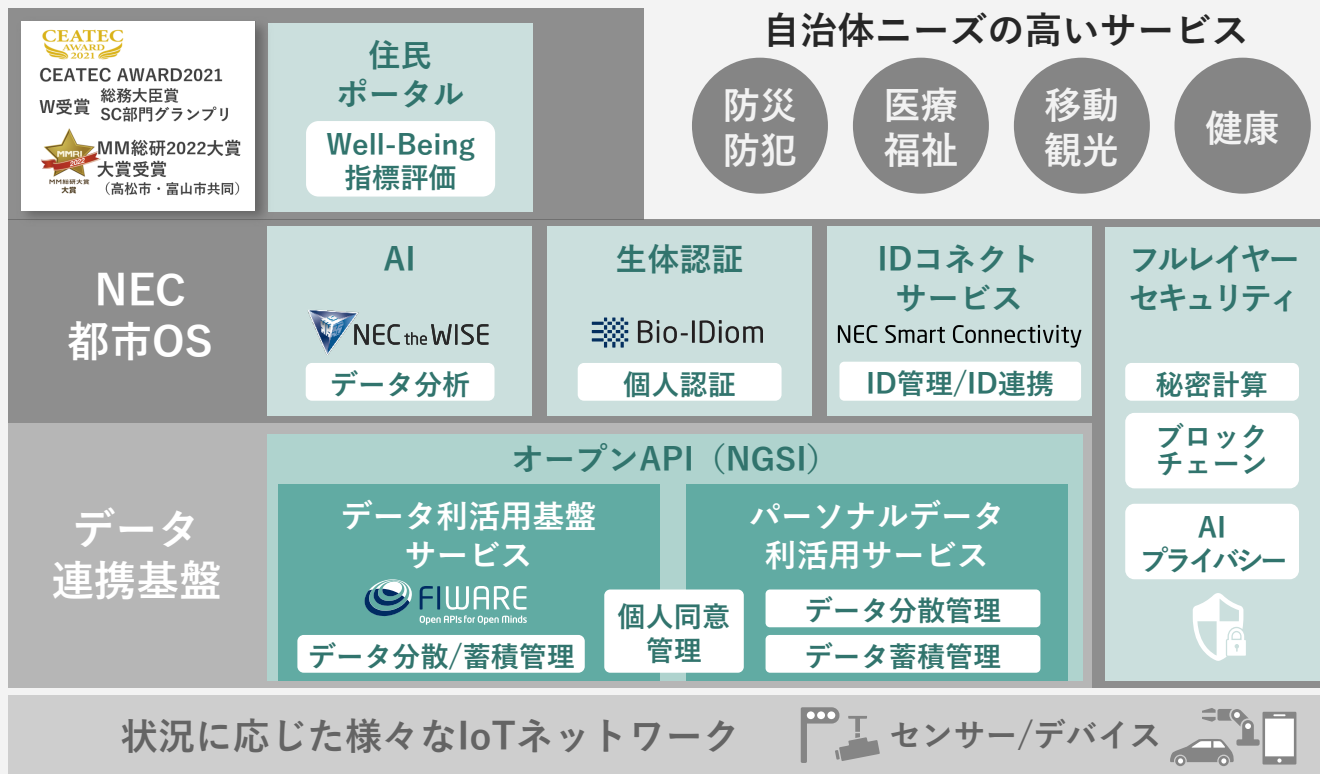 CEATEC
AWARD
2021
CEATEC AWARD2021
W受賞
総務大臣賞
SC部門グランプリ
MMRI
2022
MM総研大賞
大賞
MM総研2022大賞
大賞受賞
（高松市・富山市共同）
住民
ポータル
Well-Being
指標評価
自治体ニーズの高いサービス
防災
防犯
医療
福祉
移動
観光
健康
NEC
都市OS
AI
NEC the WISE
データ分析
生体認証
Bio-IDiom
個人認証
IDコネクト
サービス
NEC Smart Connectivity
ID管理/ID連携
フルレイヤー
セキュリティ
秘密計算
ブロック
チェーン
AI
プライバシー
データ
連携基盤
オープンAPI（NGSI）
データ利活用基盤
サービス
FIWARE
Open APIs for Open Minds
データ分散/蓄積管理
個人同意
管理
パーソナルデータ
利活用サービス
データ分散管理
データ蓄積管理
状況に応じた様々なIoTネットワーク
センサー/デバイス